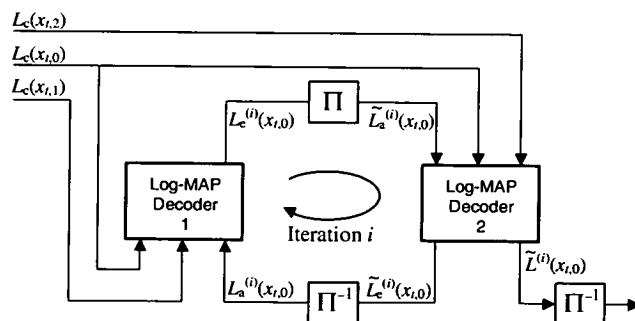 Lc(xt,2)
Lc(xt,0)
Lc(xt,1)
Le(i)(xt,0)
Π
L̃a(i)(xt,0)
Log-MAP
Decoder
1
Iteration i
Log-MAP
Decoder
2
La(i)(xt,0)
Π−1
L̃e(i)(xt,0)
L̃(i)(xt,0)
Π−1